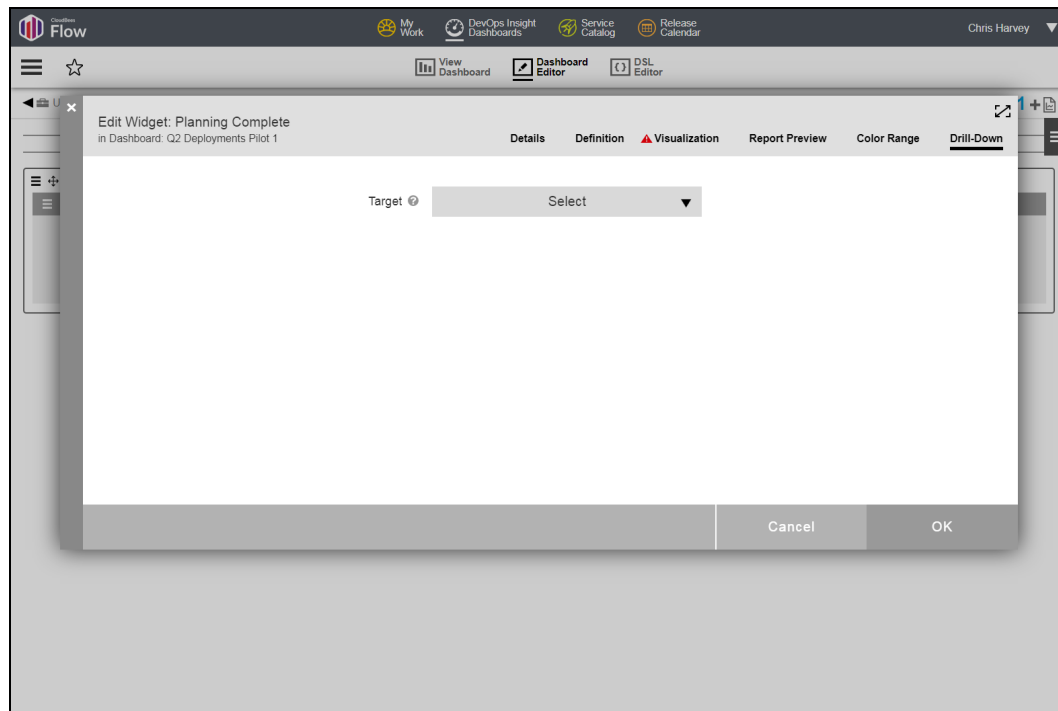 CloudBees
Flow
My
Work
DevOps Insight
Dashboards
Service
Catalog
Release
Calendar
Chris Harvey
View
Dashboard
Dashboard
Editor
DSL
Editor
U
1
Edit Widget: Planning Complete
in Dashboard: Q2 Deployments Pilot 1
Details
Definition
Visualization
Report Preview
Color Range
Drill-Down
Target
Select
Cancel
OK